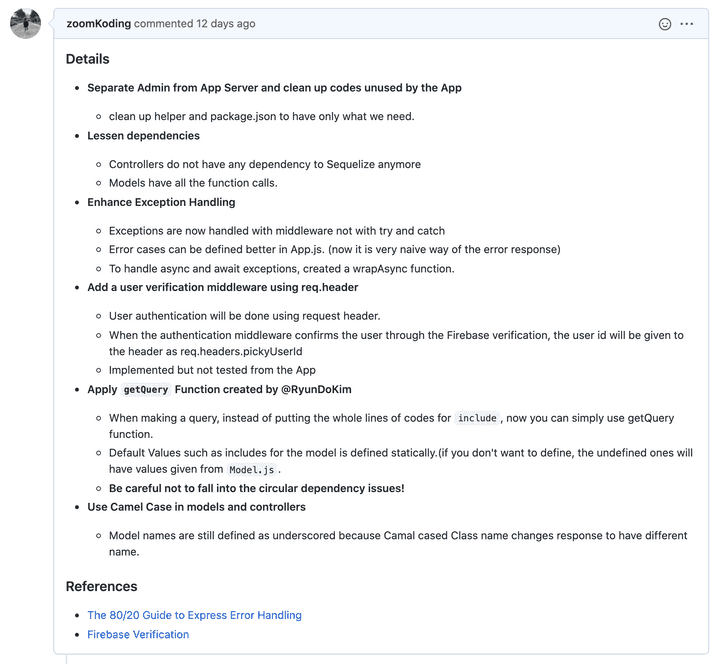 zoomKoding commented 12 days ago
Details
Separate Admin from App Server and clean up codes unused by the App
clean up helper and package.json to have only what we need.
Lessen dependencies
Controllers do not have any dependency to Sequelize anymore
Models have all the function calls.
Enhance Exception Handling
Exceptions are now handled with middleware not with try and catch
Error cases can be defined better in App.js. (now it is very naive way of the error response)
To handle async and await exceptions, created a wrapAsync function.
Add a user verification middleware using req.header
User authentication will be done using request header.
When the authentication middleware confirms the user through the Firebase verification, the user id will be given to
the header as req.headers.pickyUserId
Implemented but not tested from the App
Apply getQuery Function created by @RyunDoKim
When making a query, instead of putting the whole lines of codes for include , now you can simply use getQuery
function.
Default Values such as includes for the model is defined statically.(if you don't want to define, the undefined ones will
have values given from Model.js .
Be careful not to fall into the circular dependency issues!
Use Camel Case in models and controllers
Model names are still defined as underscored because Camal cased Class name changes response to have different
name.
References
The 80/20 Guide to Express Error Handling
Firebase Verification